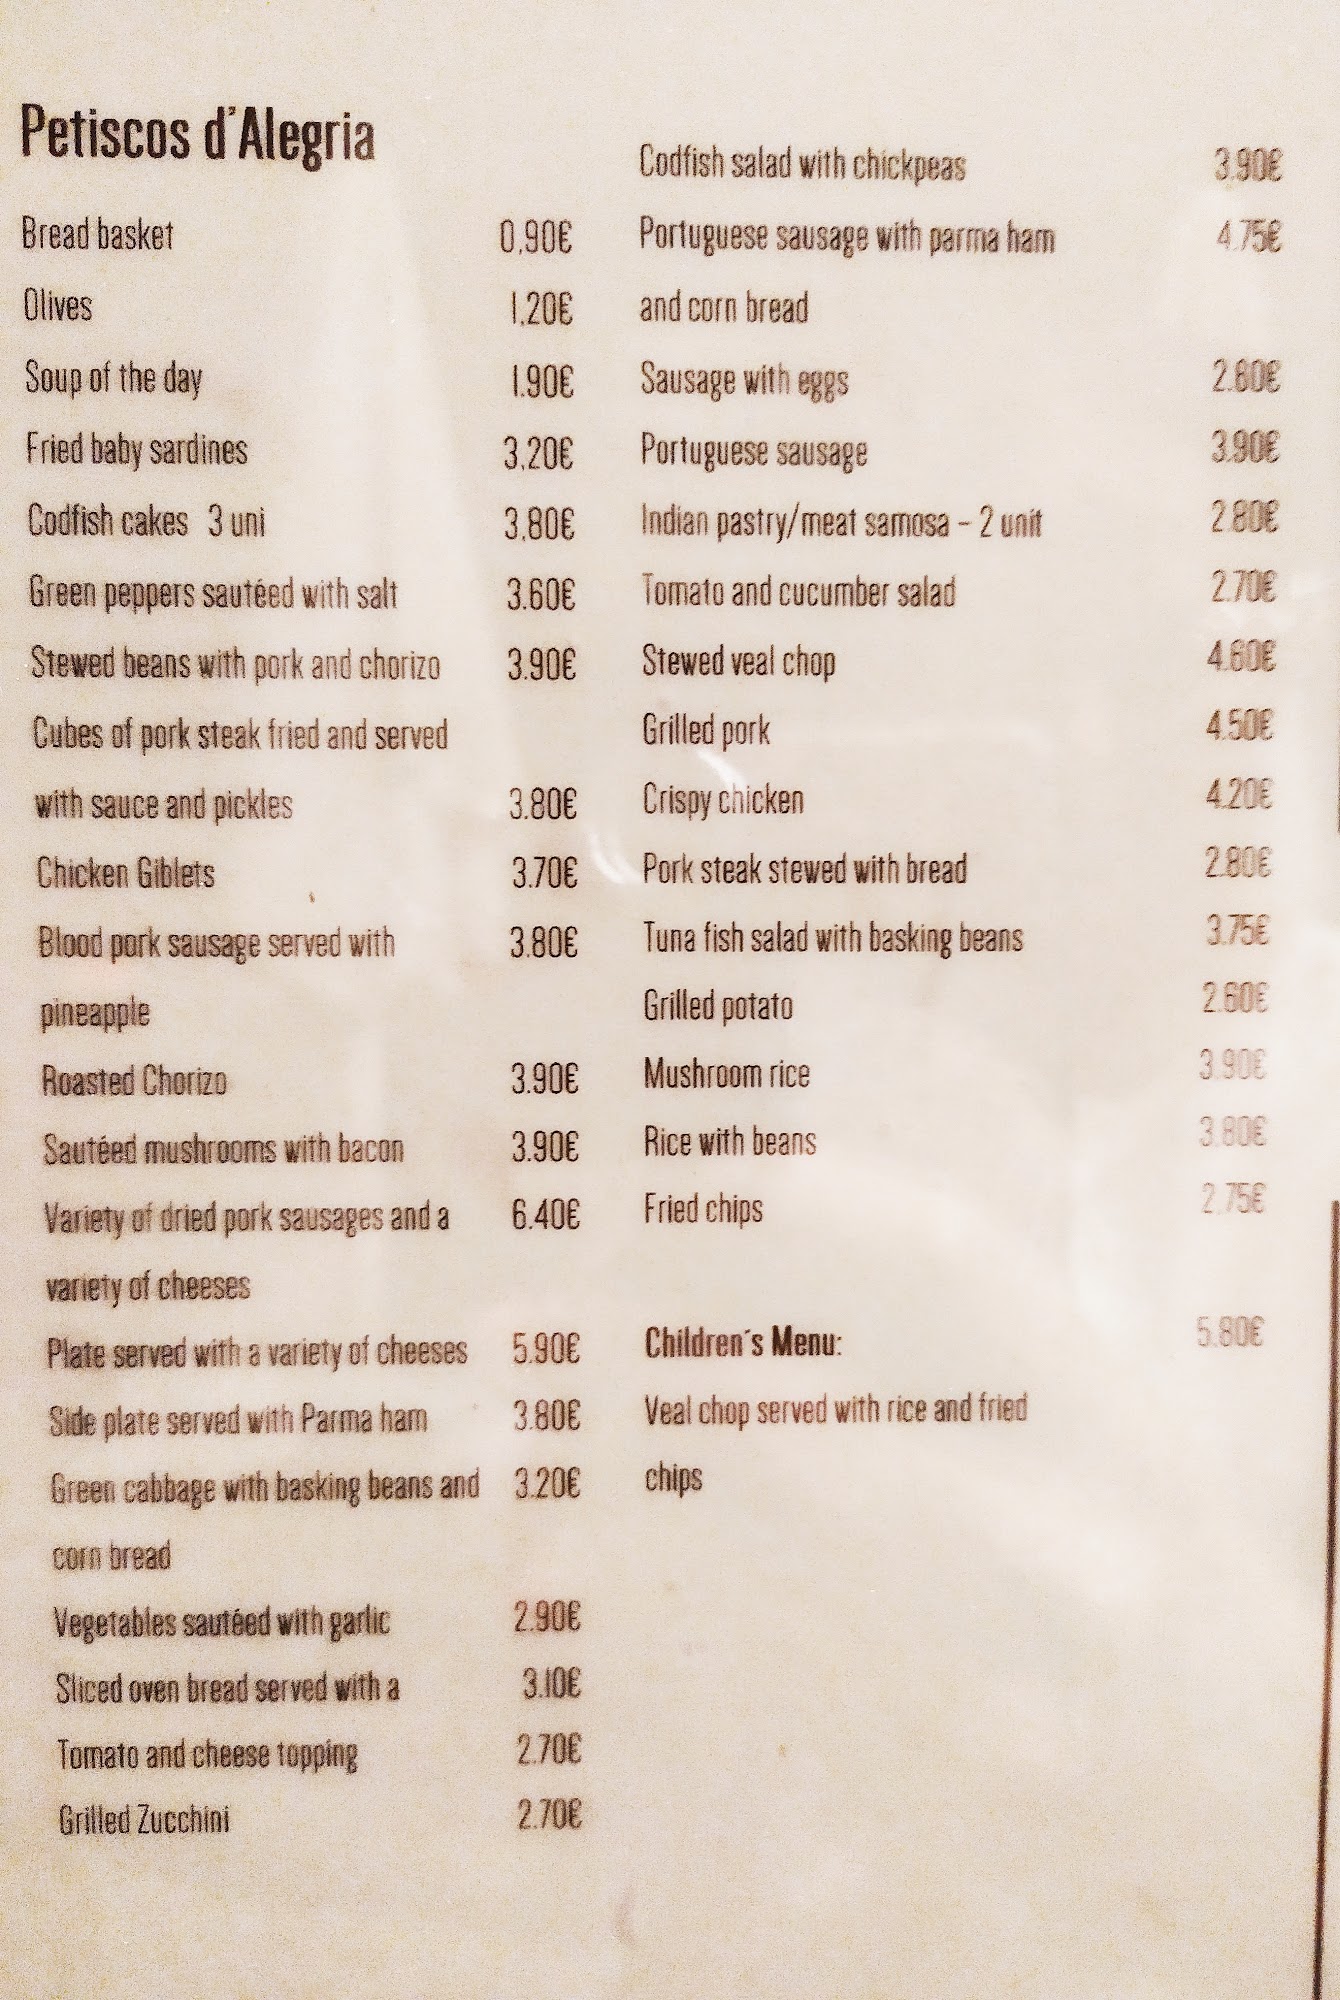 Petiscos d'Alegria
Bread basket 0,90€
Olives 1,20€
Soup of the day 1.90€
Fried baby sardines 3,20€
Codfish cakes 3 uni 3,80€
Green peppers sautéed with salt 3.60€
Stewed beans with pork and chorizo 3.90€
Cubes of pork steak fried and served
with sauce and pickles 3.80€
Chicken Giblets 3.70€
Blood pork sausage served with 3.80€
pineapple
Roasted Chorizo 3.90€
Sautéed mushrooms with bacon 3.90€
Variety of dried pork sausages and a 6.40€
variety of cheeses
Plate served with a variety of cheeses 5.90€
Side plate served with Parma ham 3.80€
Green cabbage with basking beans and 3.20€
corn bread
Vegetables sautéed with garlic 2.90€
Sliced oven bread served with a 3.10€
Tomato and cheese topping 2.70€
Grilled Zucchini 2.70€
Codfish salad with chickpeas 3.90€
Portuguese sausage with parma ham 4.75€
and corn bread
Sausage with eggs 2.80€
Portuguese sausage 3.90€
Indian pastry/meat samosa – 2 unit 2.80€
Tomato and cucumber salad 2.70€
Stewed veal chop 4.60€
Grilled pork 4.50€
Crispy chicken 4.20€
Pork steak stewed with bread 2.80€
Tuna fish salad with basking beans 3.75€
Grilled potato 2.60€
Mushroom rice 3.90€
Rice with beans 3.80€
Fried chips 2.75€
Children´s Menu: 5.80€
Veal chop served with rice and fried
chips